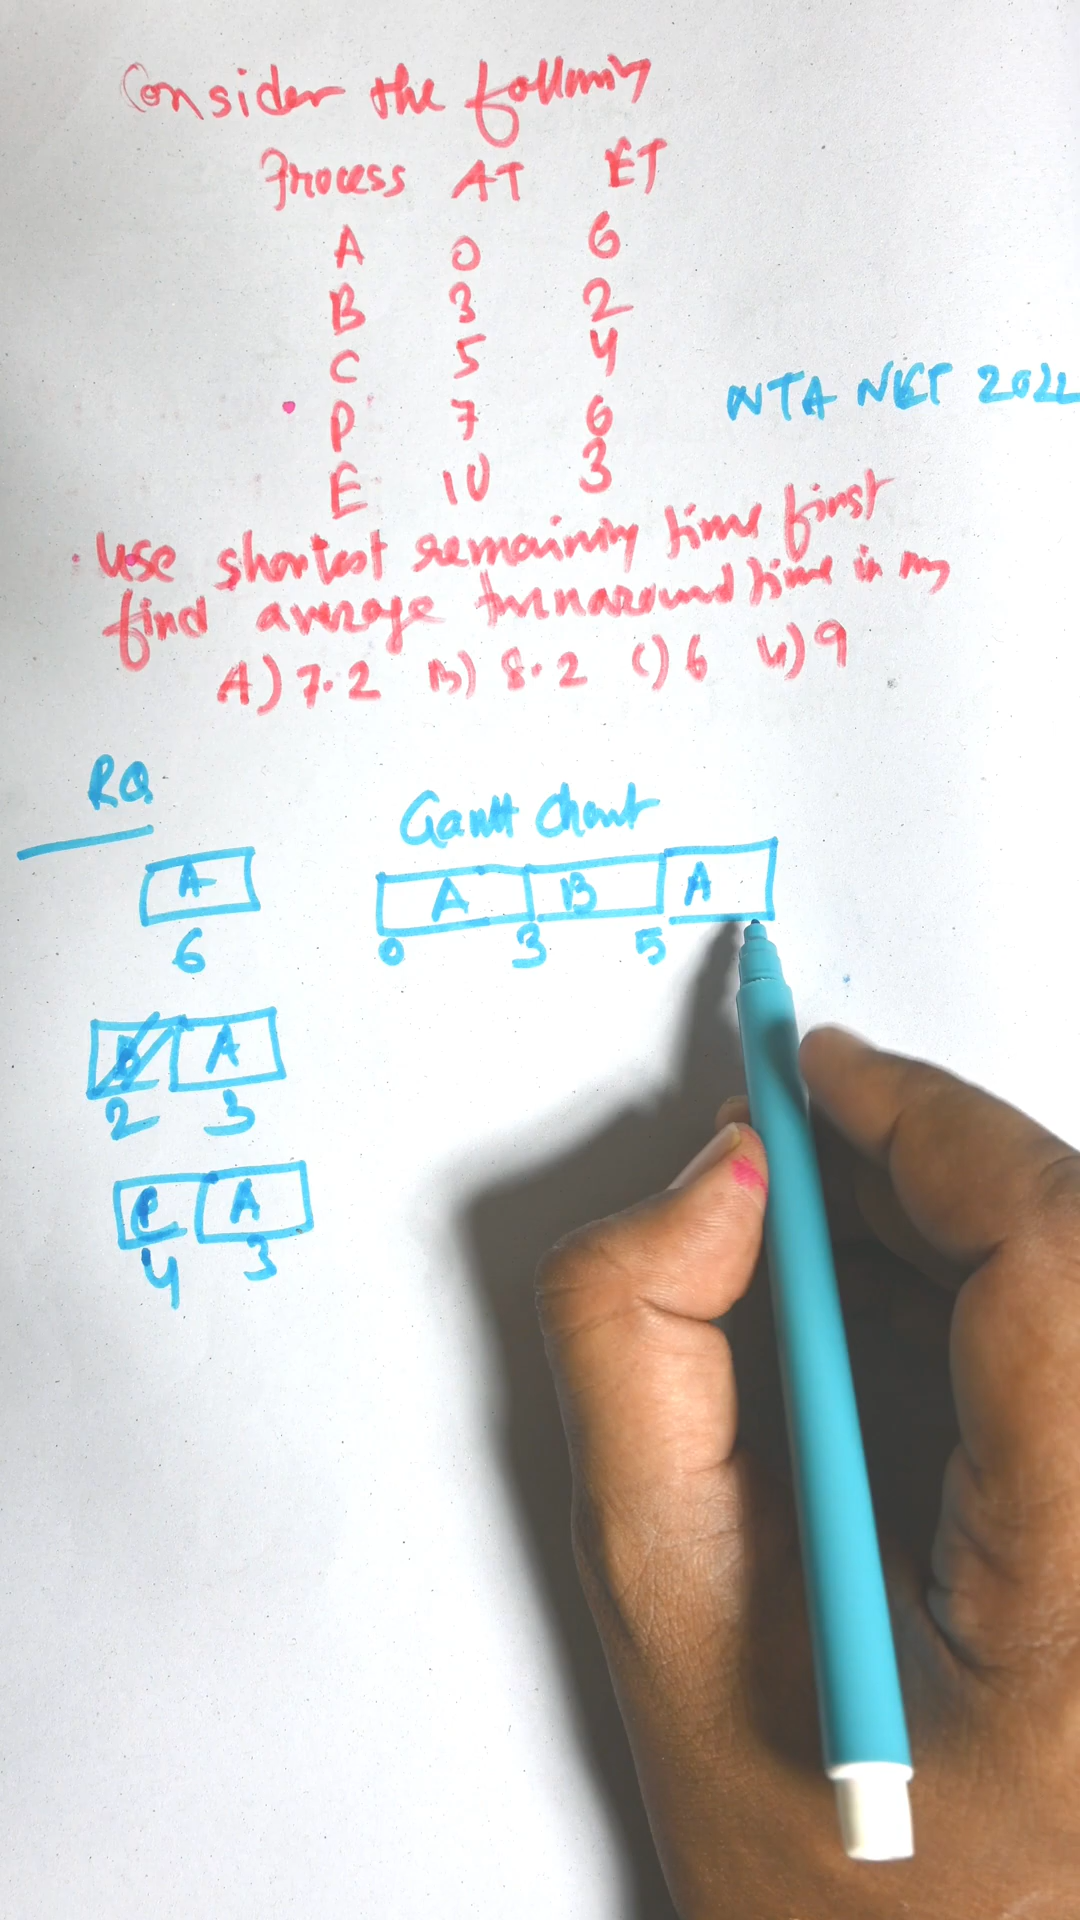 Consider the following
Process AT ET
A 0 6
B 3 2
C 5 4
D 7 6
E 10 3
NTA NET 2022
Use shortest remaining time first
find average turnaround time in ms
A) 7.2 B) 8.2 C) 6 4) 9
RQ
Gantt Chart
A
6
A B A
0 3 5
B A
2 3
C A
4 3